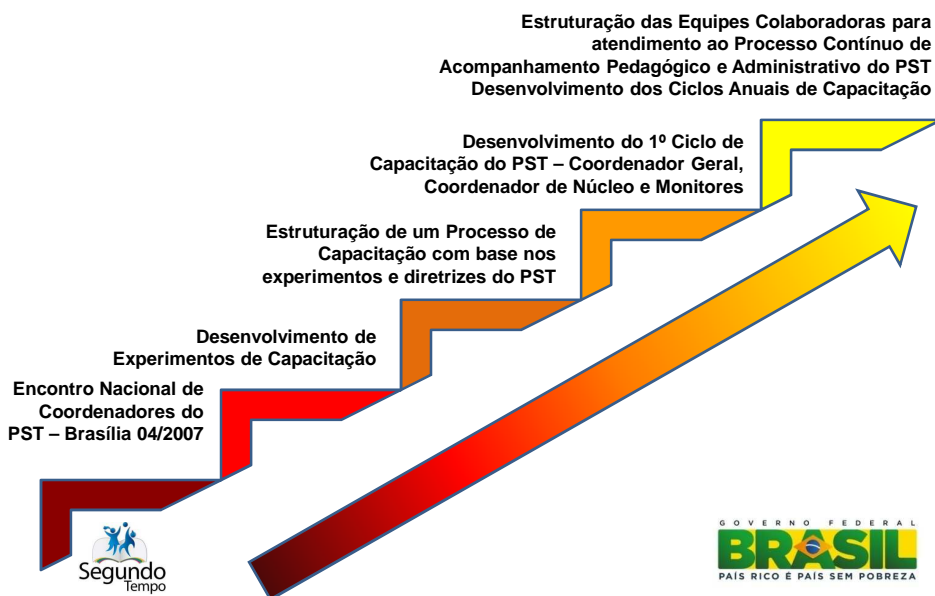 Estruturação das Equipes Colaboradoras para
atendimento ao Processo Contínuo de
Acompanhamento Pedagógico e Administrativo do PST
Desenvolvimento dos Ciclos Anuais de Capacitação
Desenvolvimento do 1º Ciclo de
Capacitação do PST – Coordenador Geral,
Coordenador de Núcleo e Monitores
Estruturação de um Processo de
Capacitação com base nos
experimentos e diretrizes do PST
Desenvolvimento de
Experimentos de Capacitação
Encontro Nacional de
Coordenadores do
PST – Brasília 04/2007
Segundo
Tempo
GOVERNO FEDERAL
BRASIL
PAÍS RICO É PAÍS SEM POBREZA